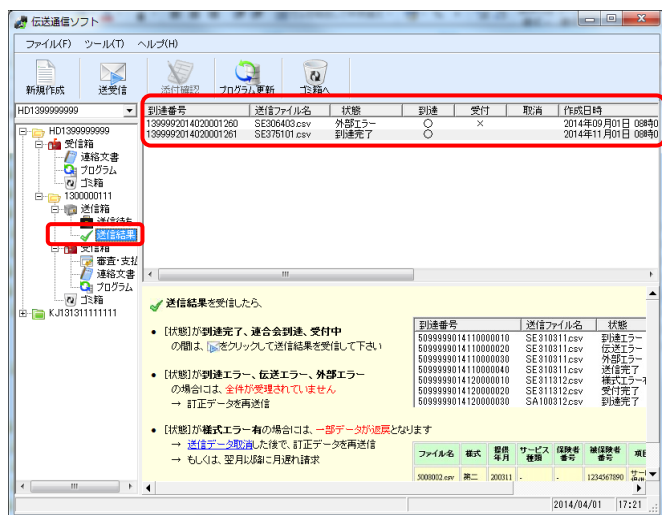 伝送通信ソフト
ファイル(F) ツール(T) ヘルプ(H)
新規作成 送受信 添付確認 プログラム更新 ゴミ箱へ
HD1399999999
HD1399999999
受信箱
連絡文書
プログラム
ゴミ箱
1300000111
送信箱
送信待ち
送信結果
受信箱
審査・支払
連絡文書
プログラム
ゴミ箱
KJ131311111111
到達番号 送信ファイル名 状態 到達 受付 取消 作成日時
1399992014020001260 SE306403.csv 外部エラー ○ × 2014年09月01日 08時0
1399992014020001261 SE375101.csv 到達完了 ○ 2014年11月01日 08時0
送信結果を受信したら、
• [状態]が到達完了、連合会到達、受付中
の間は、をクリックして送信結果を受信して下さい
• [状態]が到達エラー、伝送エラー、外部エラー
の場合には、全件が受理されていません
→ 訂正データを再送信
• [状態]が様式エラー有の場合には、一部データが返戻となります
→ 送信データ取消した後で、訂正データを再送信
→ もしくは、翌月以降に月遅れ請求
到達番号 送信ファイル名 状態
5099999014110000010 SE310311.csv 到達エラー
5099999014110000020 SE310311.csv 伝送エラー
5099999014110000030 SE310311.csv 外部エラー
5099999014110000040 SE310311.csv 送信完了
5099999014120000010 SE311312.csv 様式エラー有
5099999014120000020 SE311312.csv 受付完了
5099999014120000030 SA100312.csv 到達完了
ファイル名 様式 提供年月 サービス種類 保険者番号 被保険者番号 項目
5008002.csv 第二 200311 - - 1234567890 サー
2014/04/01 17:21